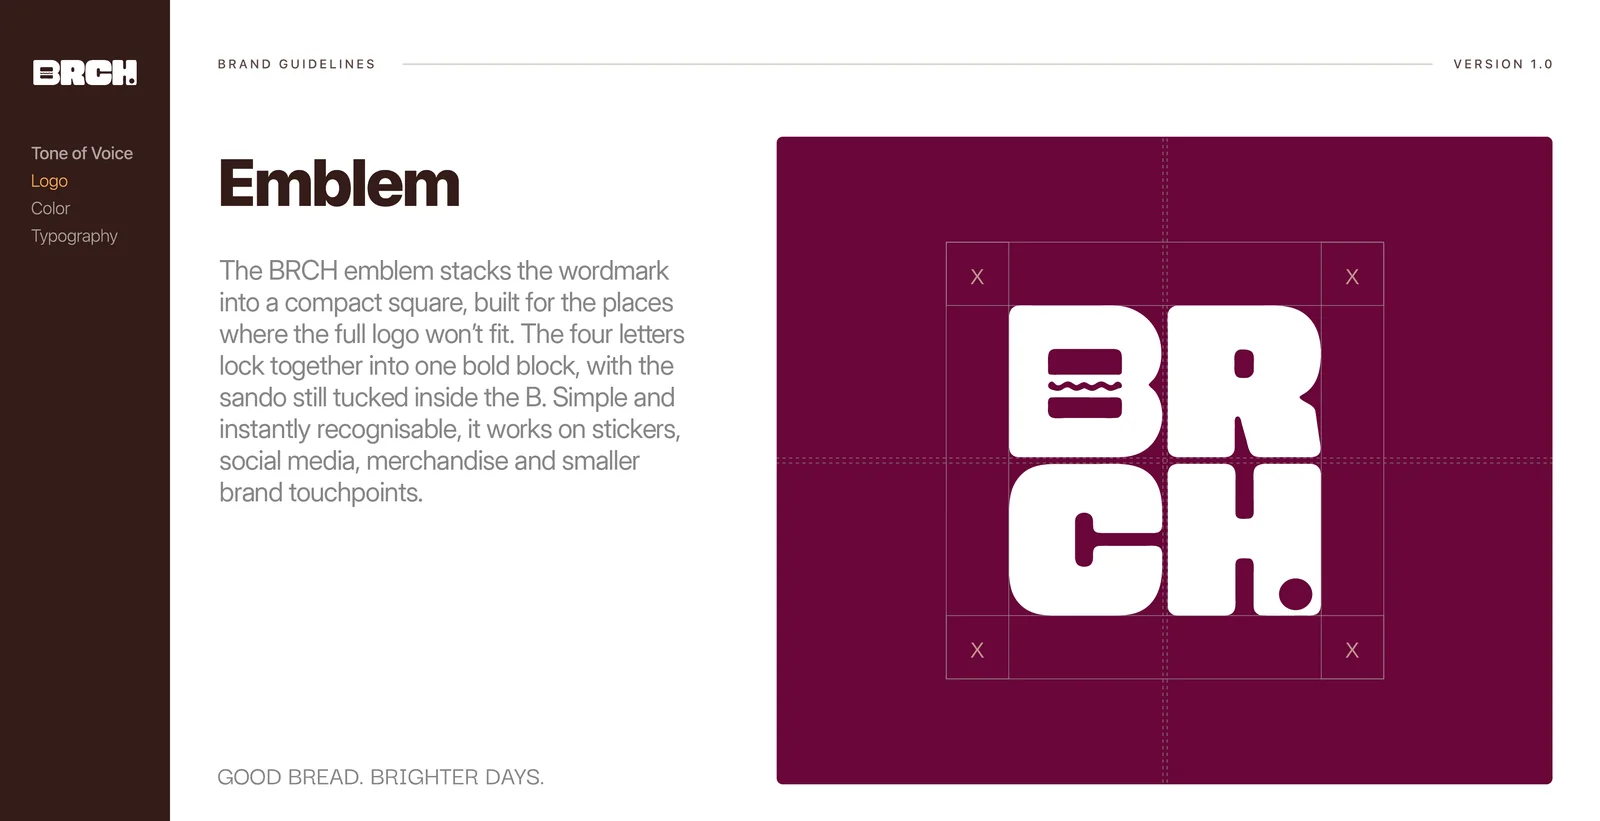 BRCH.
Tone of Voice
Logo
Color
Typography
BRAND GUIDELINES
VERSION 1.0
Emblem
The BRCH emblem stacks the wordmark
into a compact square, built for the places
where the full logo won’t fit. The four letters
lock together into one bold block, with the
sando still tucked inside the B. Simple and
instantly recognisable, it works on stickers,
social media, merchandise and smaller
brand touchpoints.
GOOD BREAD. BRIGHTER DAYS.
X X
BR
CH.
X X